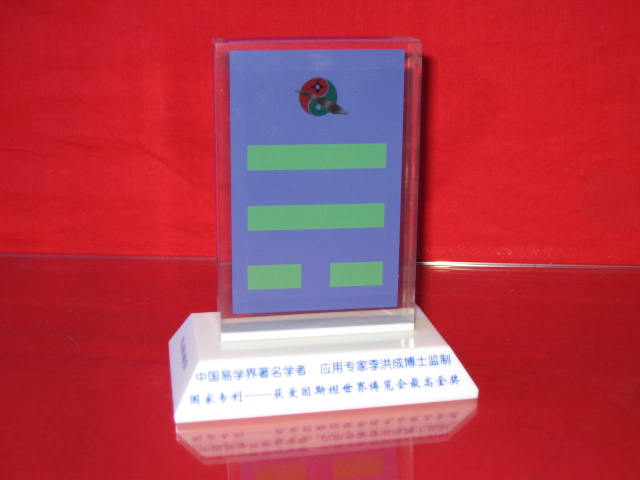 中国易学界著名学者、应用专家李洪成博士监制
国家专利——获爱因斯坦世界博览会最高金奖